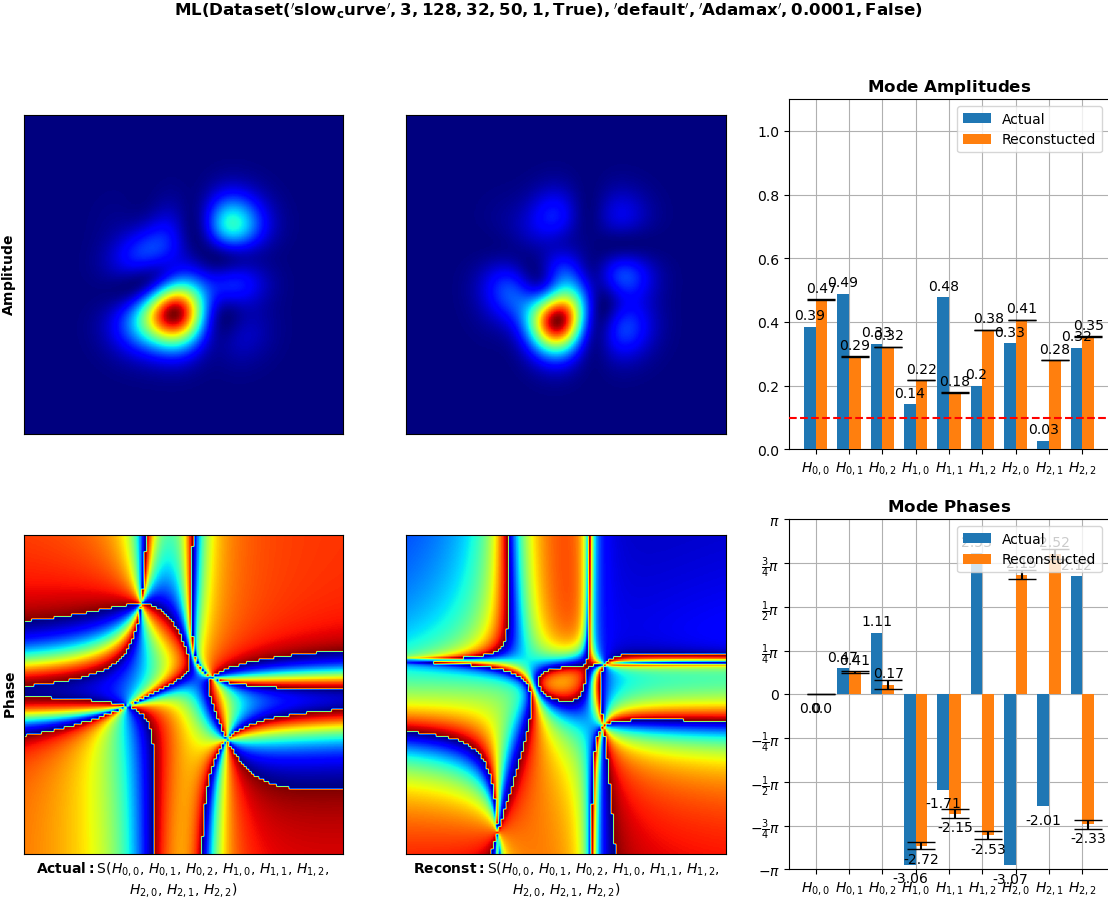 ML(Dataset('slow_curve', 3, 128, 32, 50, 1, True), 'default', 'Adamax', 0.0001, False)
Amplitude
Mode Amplitudes
Actual
Reconstucted
1.0
0.8
0.6
0.4
0.2
0.0
0.39 0.47 0.49 0.29 0.33 0.32 0.14 0.22 0.48 0.18 0.2 0.38 0.33 0.41 0.03 0.28 0.32 0.35
H0,0 H0,1 H0,2 H1,0 H1,1 H1,2 H2,0 H2,1 H2,2
Phase
Mode Phases
Actual
Reconstucted
π
3/4π
1/2π
1/4π
0
−1/4π
−1/2π
−3/4π
−π
0.0 0.0 0.47 0.41 1.11 0.17 -3.06 -2.72 -1.71 -2.15 -2.53 -3.07 -2.01 2.52 2.12 -2.33
H0,0 H0,1 H0,2 H1,0 H1,1 H1,2 H2,0 H2,1 H2,2
Actual: S(H0,0, H0,1, H0,2, H1,0, H1,1, H1,2,
H2,0, H2,1, H2,2)
Reconst: S(H0,0, H0,1, H0,2, H1,0, H1,1, H1,2,
H2,0, H2,1, H2,2)